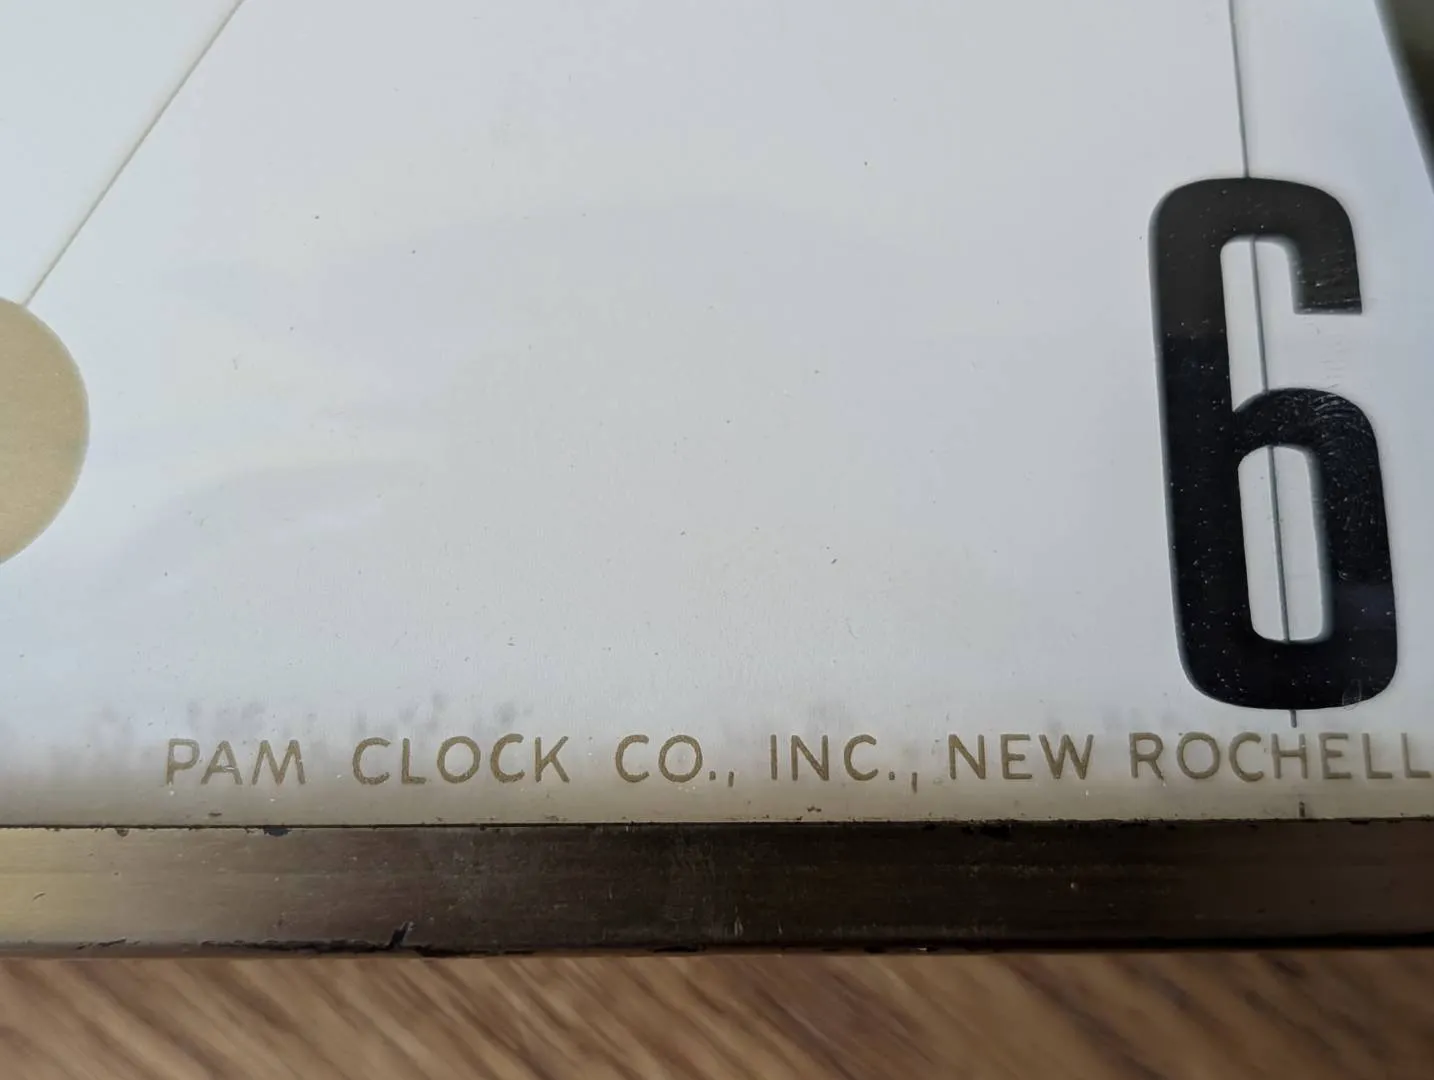 6
PAM CLOCK CO., INC., NEW ROCHELL